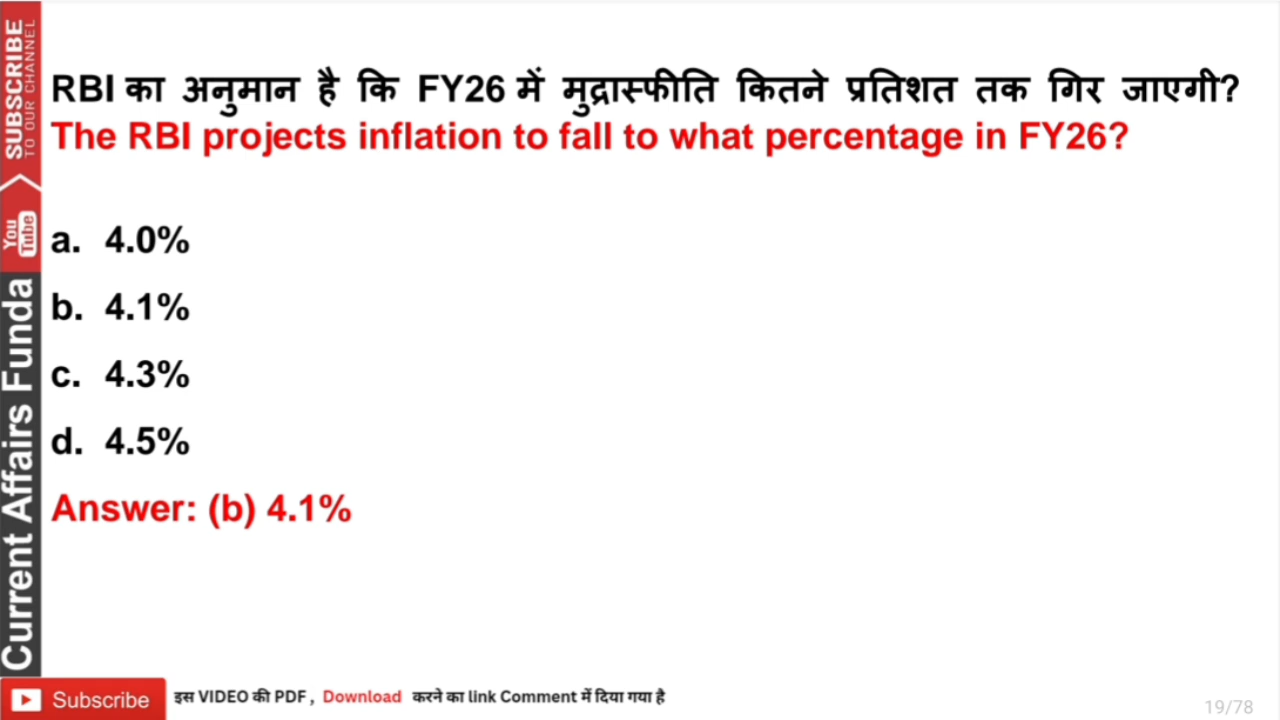 RBI का अनुमान है कि FY26 में मुद्रास्फीति कितने प्रतिशत तक गिर जाएगी?
The RBI projects inflation to fall to what percentage in FY26?
a. 4.0%
b. 4.1%
c. 4.3%
d. 4.5%
Answer: (b) 4.1%
SUBSCRIBE
TO OUR CHANNEL
You
Tube
Current Affairs Funda
Subscribe
इस VIDEO की PDF , Download करने का link Comment में दिया गया है
19/78